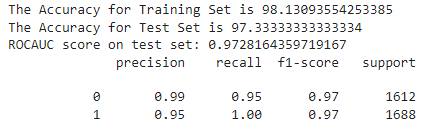 The Accuracy for Training Set is 98.13093554253385
The Accuracy for Test Set is 97.33333333333334
ROCAUC score on test set: 0.9728164359719167
precision recall f1-score support
0 0.99 0.95 0.97 1612
1 0.95 1.00 0.97 1688